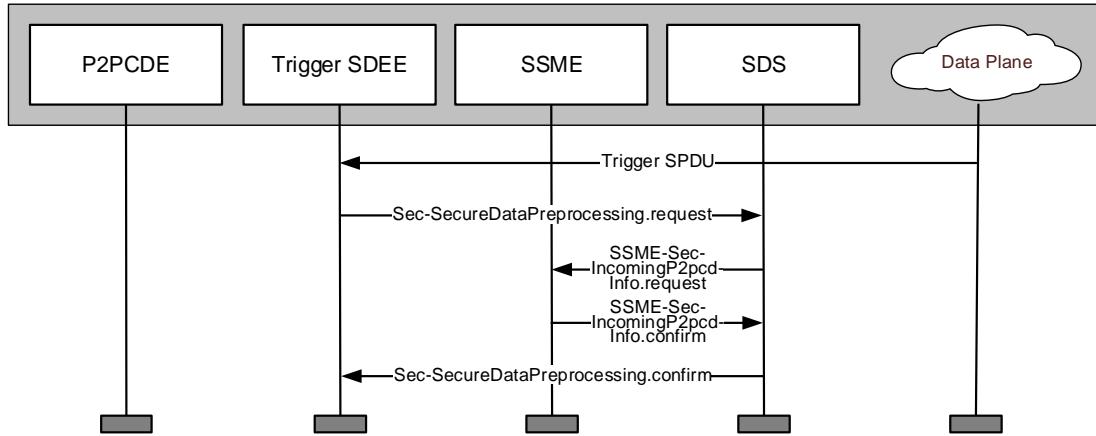 P2PCDE
Trigger SDEE
SSME
SDS
Data Plane
Trigger SPDU
Sec-SecureDataPreprocessing.request
SSME-Sec-
IncomingP2pcd-
Info.request
SSME-Sec-
IncomingP2pcd-
Info.confirm
Sec-SecureDataPreprocessing.confirm